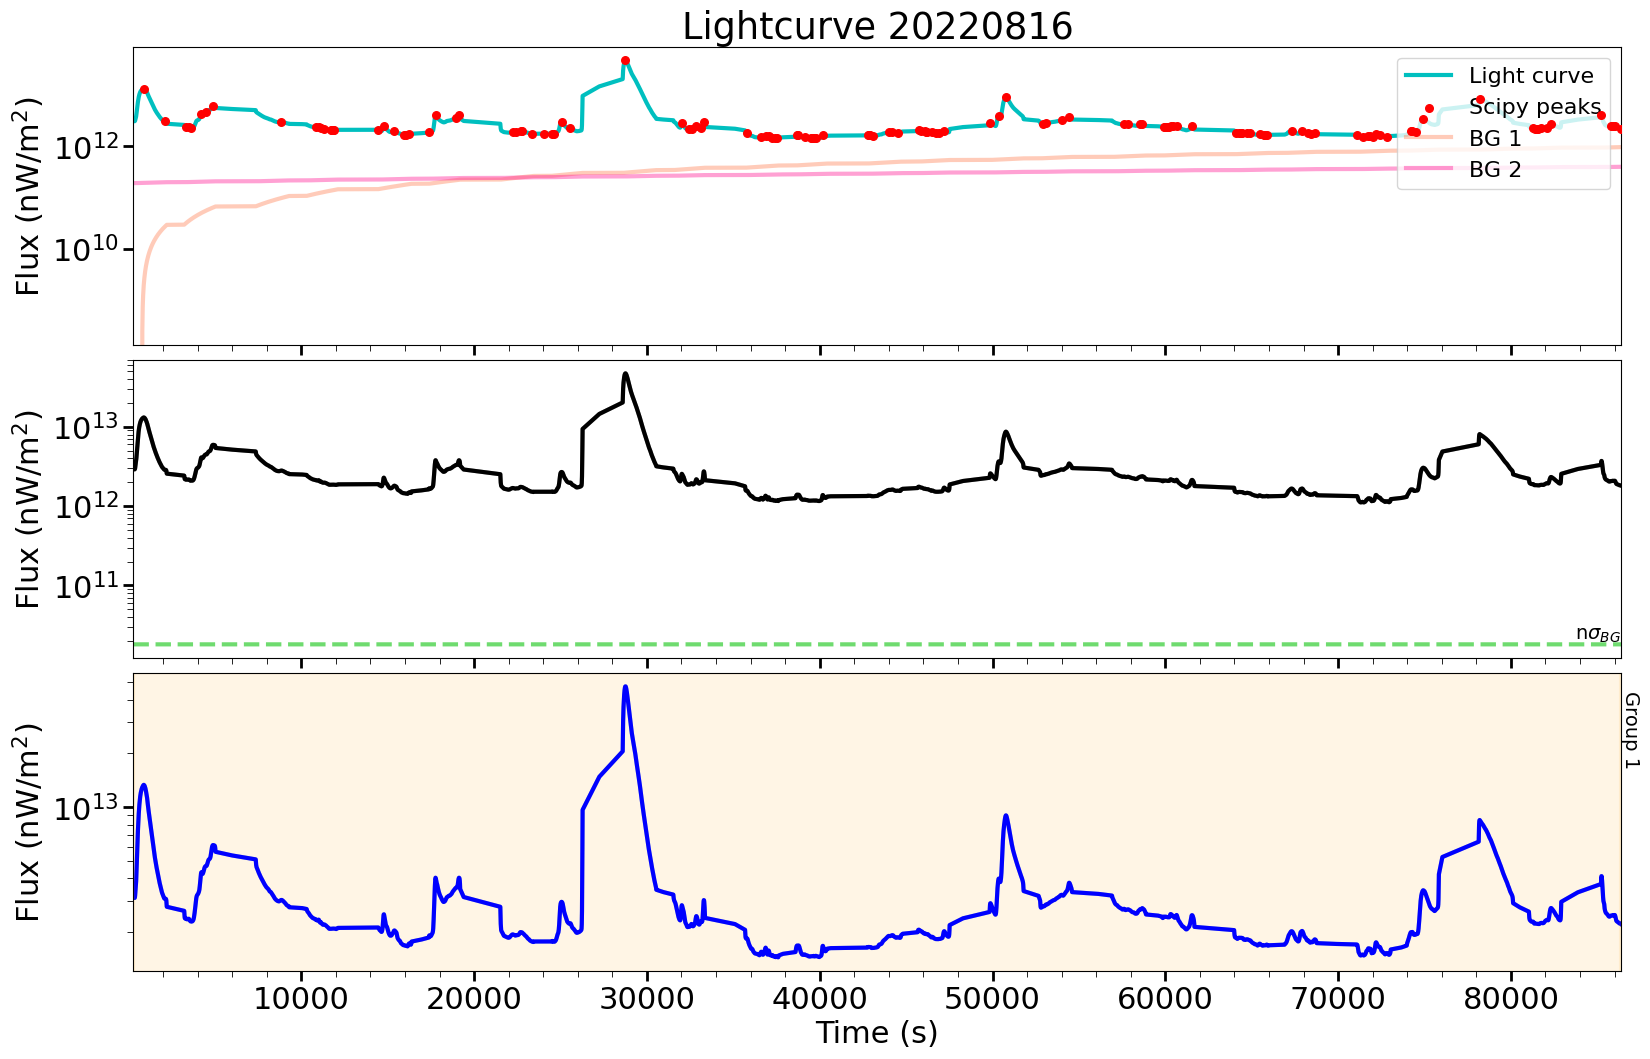 Lightcurve 20220816
Flux (nW/m²)
10¹²
10¹⁰
Light curve
Scipy peaks
BG 1
BG 2
Flux (nW/m²)
10¹³
10¹²
10¹¹
nσ_BG
Flux (nW/m²)
10¹³
Group 1
10000 20000 30000 40000 50000 60000 70000 80000
Time (s)